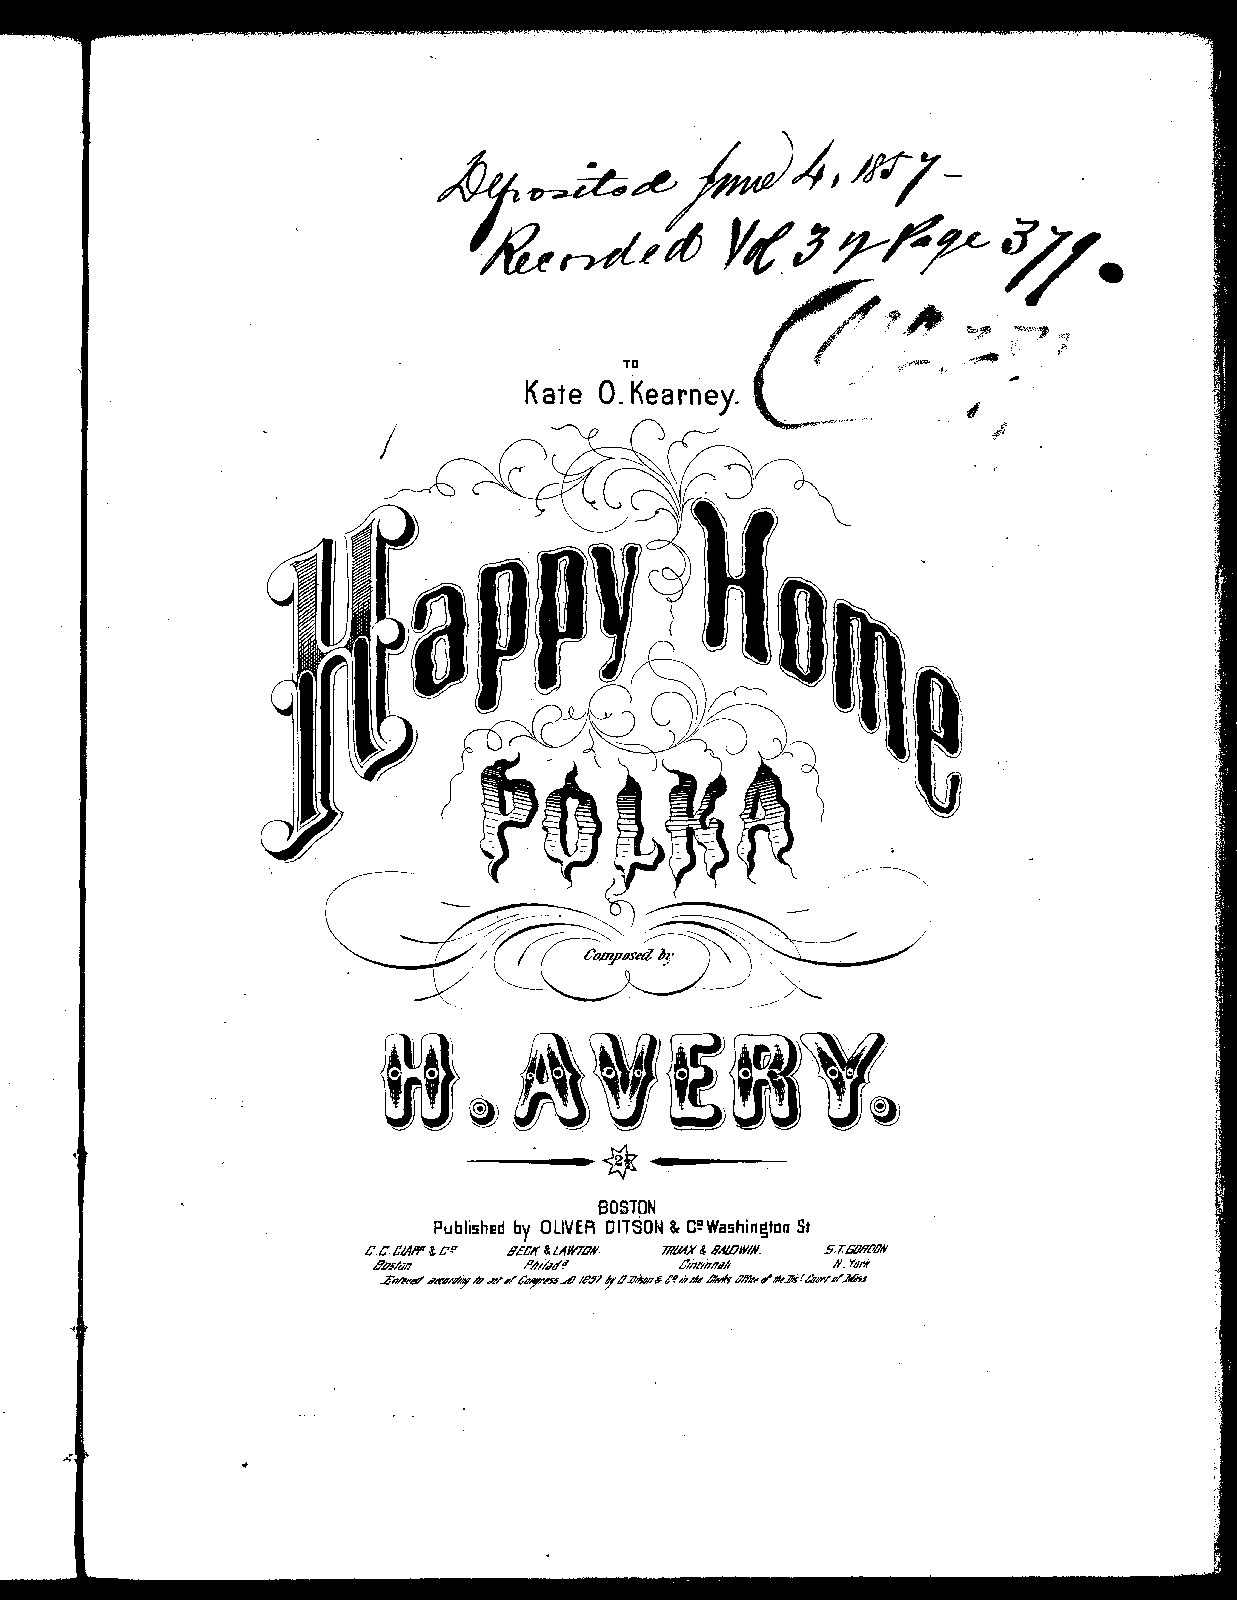 Deposited June 4, 1857-
Recorded Vol 32 Page 379.
TO
Kate O. Kearney.
Happy Home
POLKA
Composed by
H. AVERY.
BOSTON
Published by OLIVER DITSON & Co Washington St
C. C. CLAPP & Co BECK & LAWTON. TRUAX & BALDWIN. S. T. GORDON
Boston Philada Cincinnati N. York
Entered according to act of Congress AD 1857 by O. Ditson & Co in the Clerks Office of the Dist Court of Mass